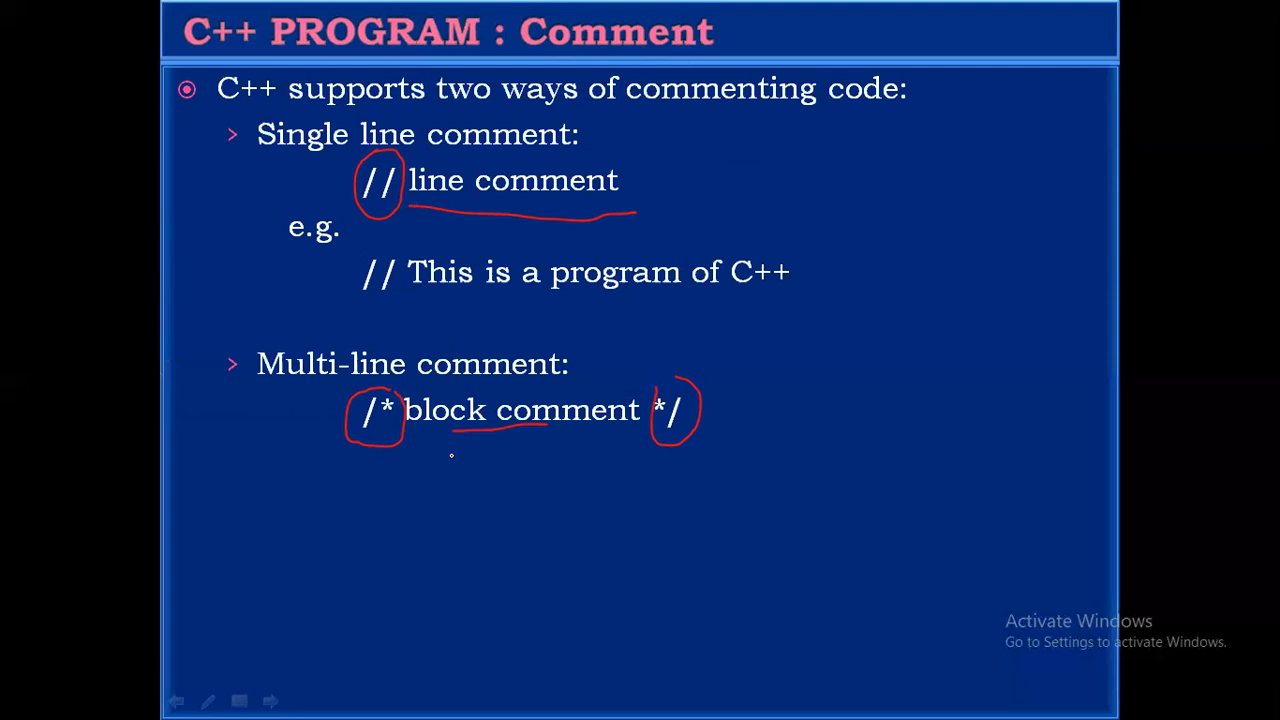 C++ PROGRAM : Comment
C++ supports two ways of commenting code:
Single line comment:
// line comment
e.g.
// This is a program of C++
Multi-line comment:
/* block comment */
Activate Windows
Go to Settings to activate Windows.